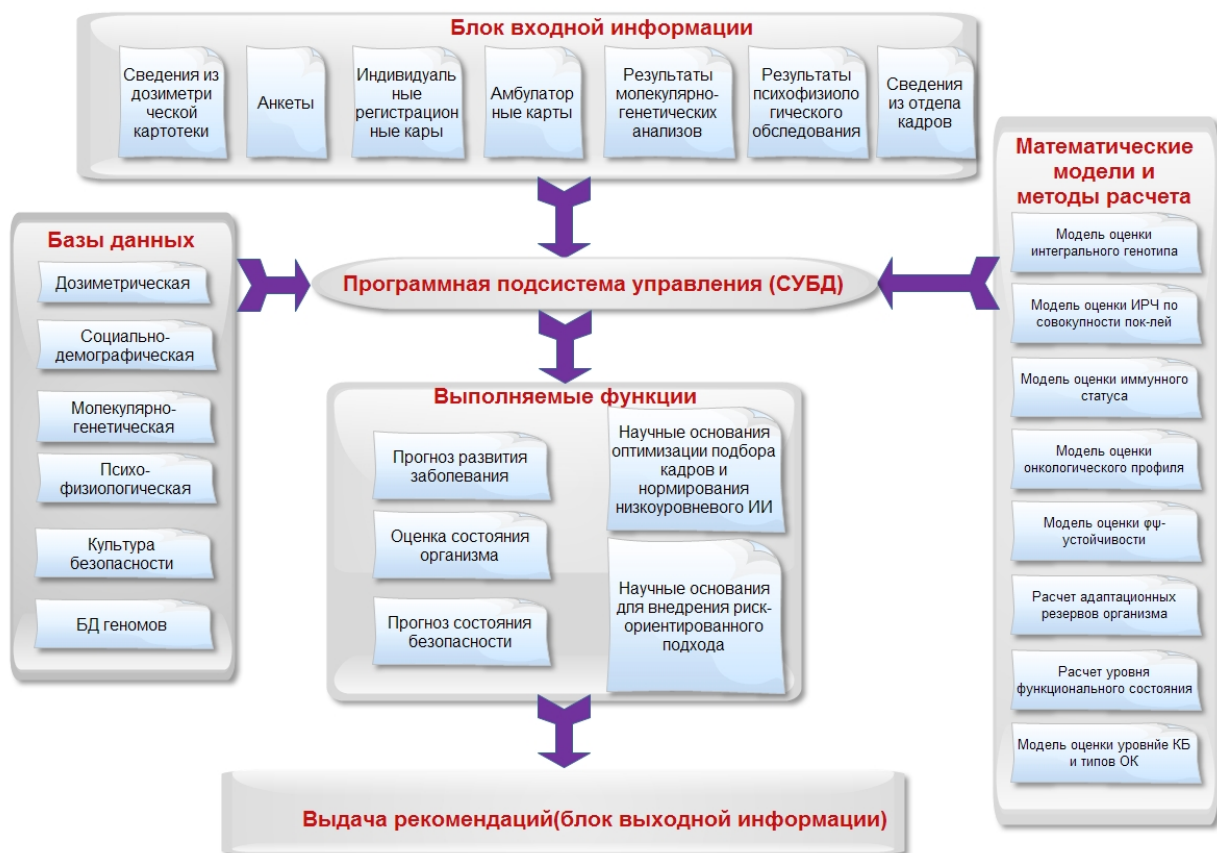 Блок входной информации
Сведения из
дозиметри
ческой
картотеки
Анкеты
Индивидуаль
ные
регистрацион
ные кары
Амбулатор
ные карты
Результаты
молекулярно-
генетических
анализов
Результаты
психофизиоло
гического
обследования
Сведения
из отдела
кадров
Базы данных
Дозиметрическая
Социально-
демографическая
Молекулярно-
генетическая
Психо-
физиологическая
Культура
безопасности
БД геномов
Программная подсистема управления (СУБД)
Выполняемые функции
Прогноз развития
заболевания
Оценка состояния
организма
Прогноз состояния
безопасности
Научные основания
оптимизации подбора
кадров и
нормирования
низкоуровневого ИИ
Научные основания
для внедрения риск-
ориентированного
подхода
Математические
модели и
методы расчета
Модель оценки
интегрального генотипа
Модель оценки ИРЧ по
совокупности пок-лей
Модель оценки иммунного
статуса
Модель оценки
онкологического профиля
Модель оценки φψ-
устойчивости
Расчет адаптационных
резервов организма
Расчет уровня
функционального состояния
Модель оценки уровнйе КБ
и типов ОК
Выдача рекомендаций(блок выходной информации)